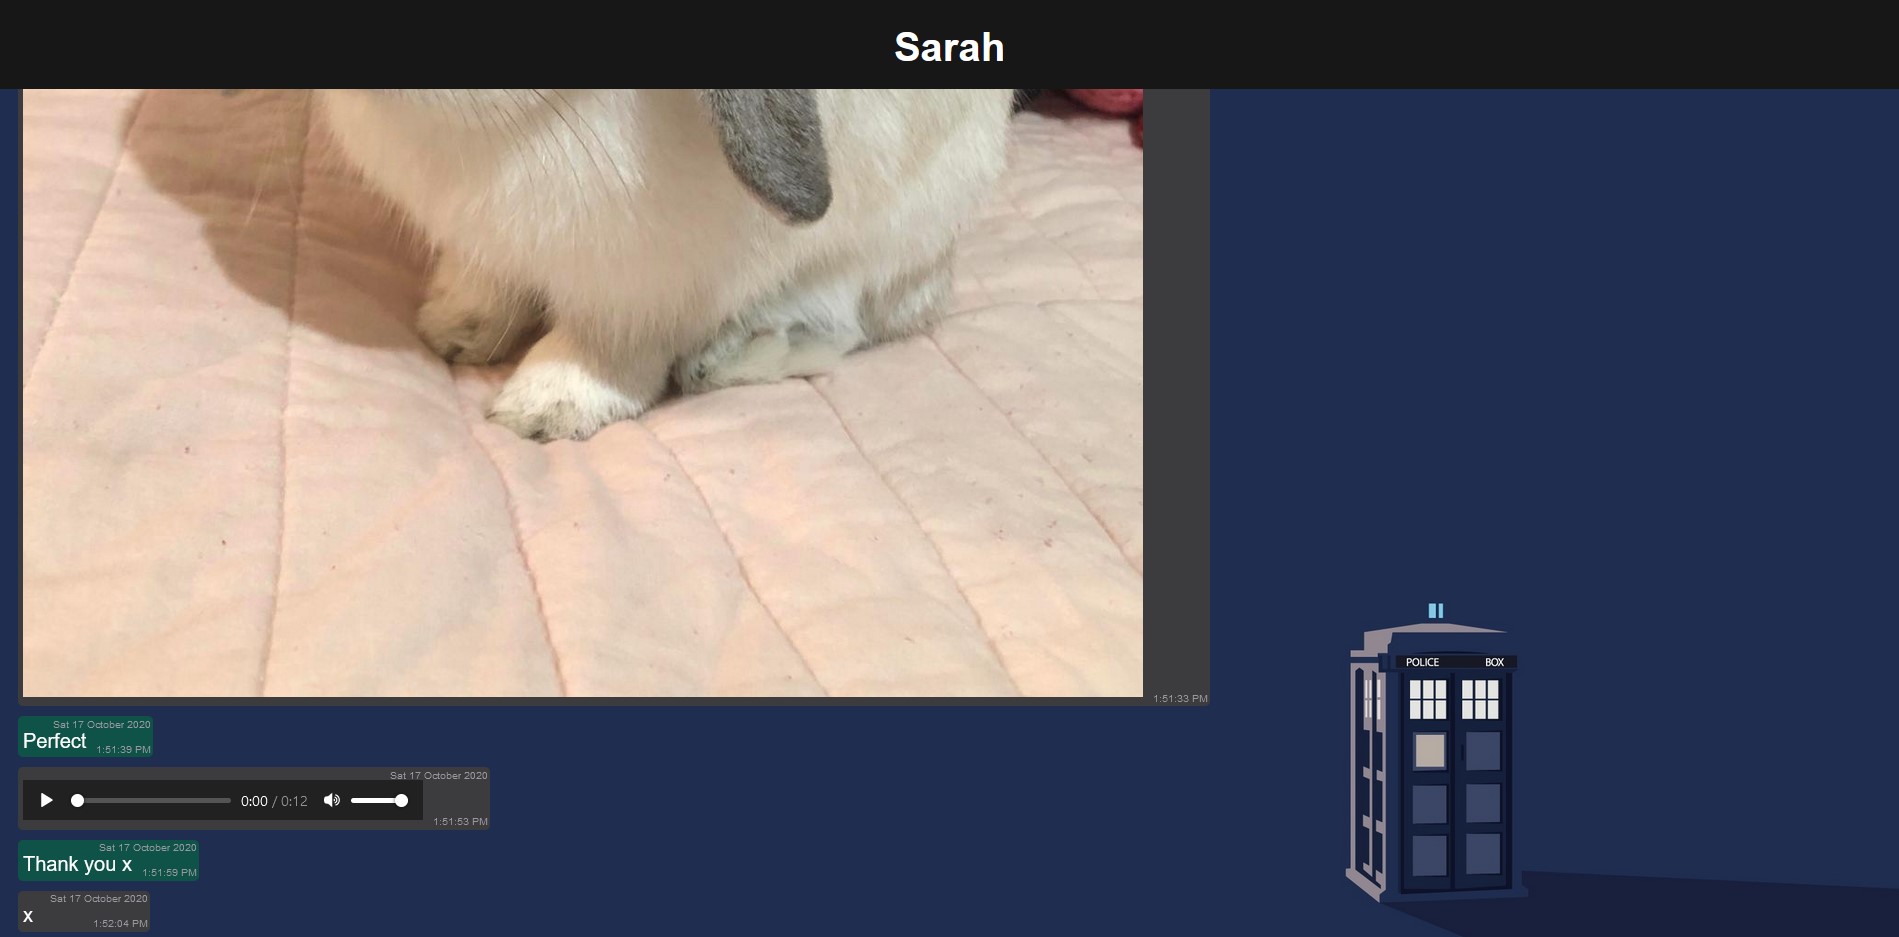 Sarah
1:51:33 PM
Sat 17 October 2020
Perfect
1:51:39 PM
Sat 17 October 2020
0:00 / 0:12
1:51:53 PM
Sat 17 October 2020
Thank you x
1:51:59 PM
Sat 17 October 2020
x
1:52:04 PM
POLICE BOX